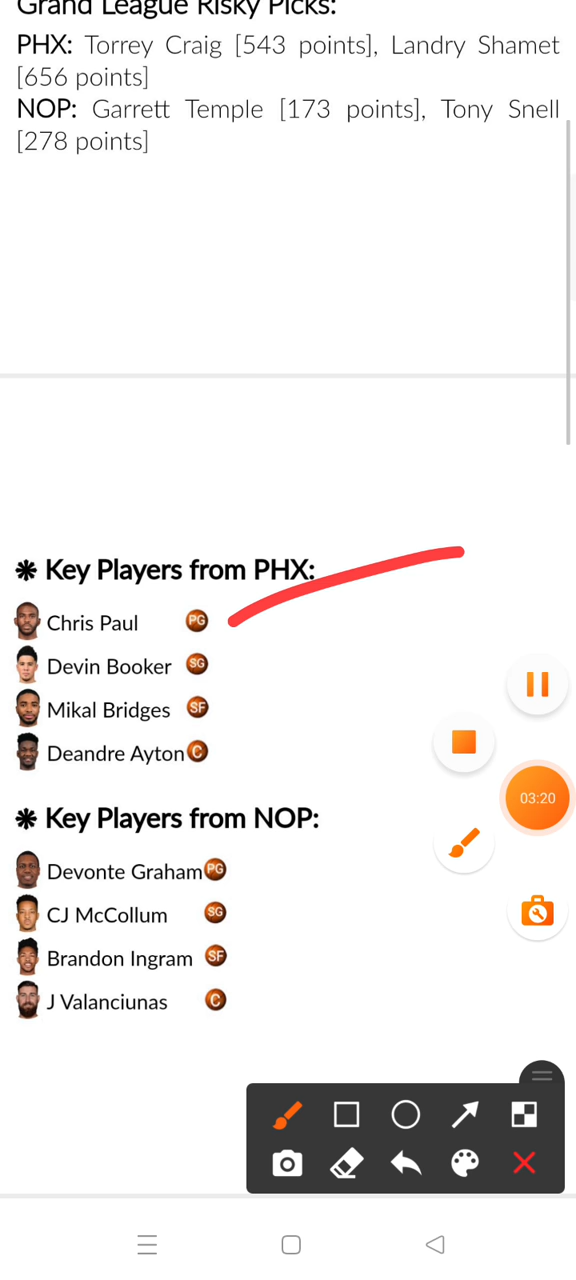 Grand League Risky Picks:
PHX: Torrey Craig [543 points], Landry Shamet
[656 points]
NOP: Garrett Temple [173 points], Tony Snell
[278 points]
✱ Key Players from PHX:
Chris Paul PG
Devin Booker SG
Mikal Bridges SF
Deandre Ayton C
03:20
✱ Key Players from NOP:
Devonte Graham PG
CJ McCollum SG
Brandon Ingram SF
J Valanciunas C